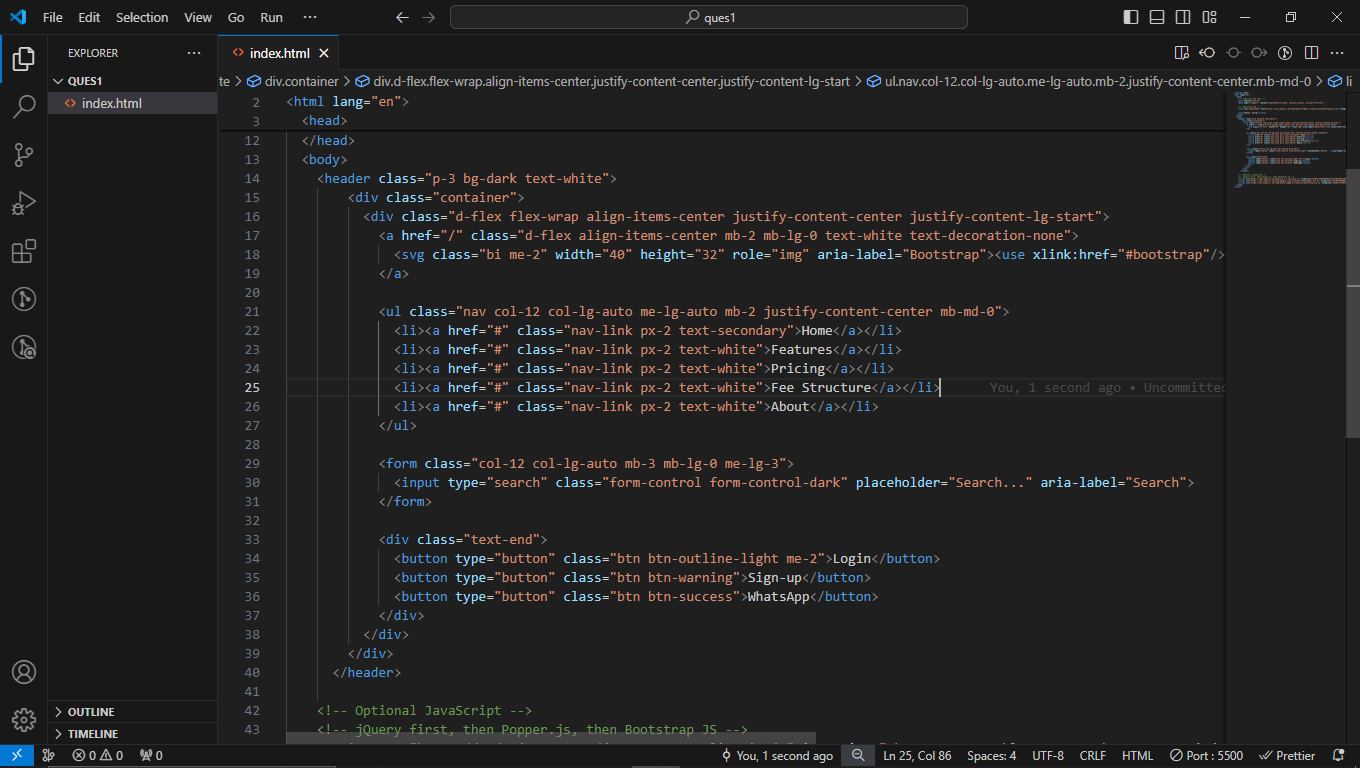 File Edit Selection View Go Run ··· ques1
EXPLORER ···
QUES1
index.html
OUTLINE
TIMELINE
index.html
te > div.container > div.d-flex.flex-wrap.align-items-center.justify-content-center.justify-content-lg-start > ul.nav.col-12.col-lg-auto.me-lg-auto.mb-2.justify-content-center.mb-md-0 > li
2 <html lang="en">
3 <head>
12 </head>
13 <body>
14 <header class="p-3 bg-dark text-white">
15 <div class="container">
16 <div class="d-flex flex-wrap align-items-center justify-content-center justify-content-lg-start">
17 <a href="/" class="d-flex align-items-center mb-2 mb-lg-0 text-white text-decoration-none">
18 <svg class="bi me-2" width="40" height="32" role="img" aria-label="Bootstrap"><use xlink:href="#bootstrap"/>
19 </a>
20
21 <ul class="nav col-12 col-lg-auto me-lg-auto mb-2 justify-content-center mb-md-0">
22 <li><a href="#" class="nav-link px-2 text-secondary">Home</a></li>
23 <li><a href="#" class="nav-link px-2 text-white">Features</a></li>
24 <li><a href="#" class="nav-link px-2 text-white">Pricing</a></li>
25 <li><a href="#" class="nav-link px-2 text-white">Fee Structure</a></li> You, 1 second ago • Uncommitted
26 <li><a href="#" class="nav-link px-2 text-white">About</a></li>
27 </ul>
28
29 <form class="col-12 col-lg-auto mb-3 mb-lg-0 me-lg-3">
30 <input type="search" class="form-control form-control-dark" placeholder="Search..." aria-label="Search">
31 </form>
32
33 <div class="text-end">
34 <button type="button" class="btn btn-outline-light me-2">Login</button>
35 <button type="button" class="btn btn-warning">Sign-up</button>
36 <button type="button" class="btn btn-success">WhatsApp</button>
37 </div>
38 </div>
39 </div>
40 </header>
41
42 <!-- Optional JavaScript -->
43 <!-- jQuery first, then Popper.js, then Bootstrap JS -->
0 0 0 You, 1 second ago Ln 25, Col 86 Spaces: 4 UTF-8 CRLF HTML Port : 5500 Prettier